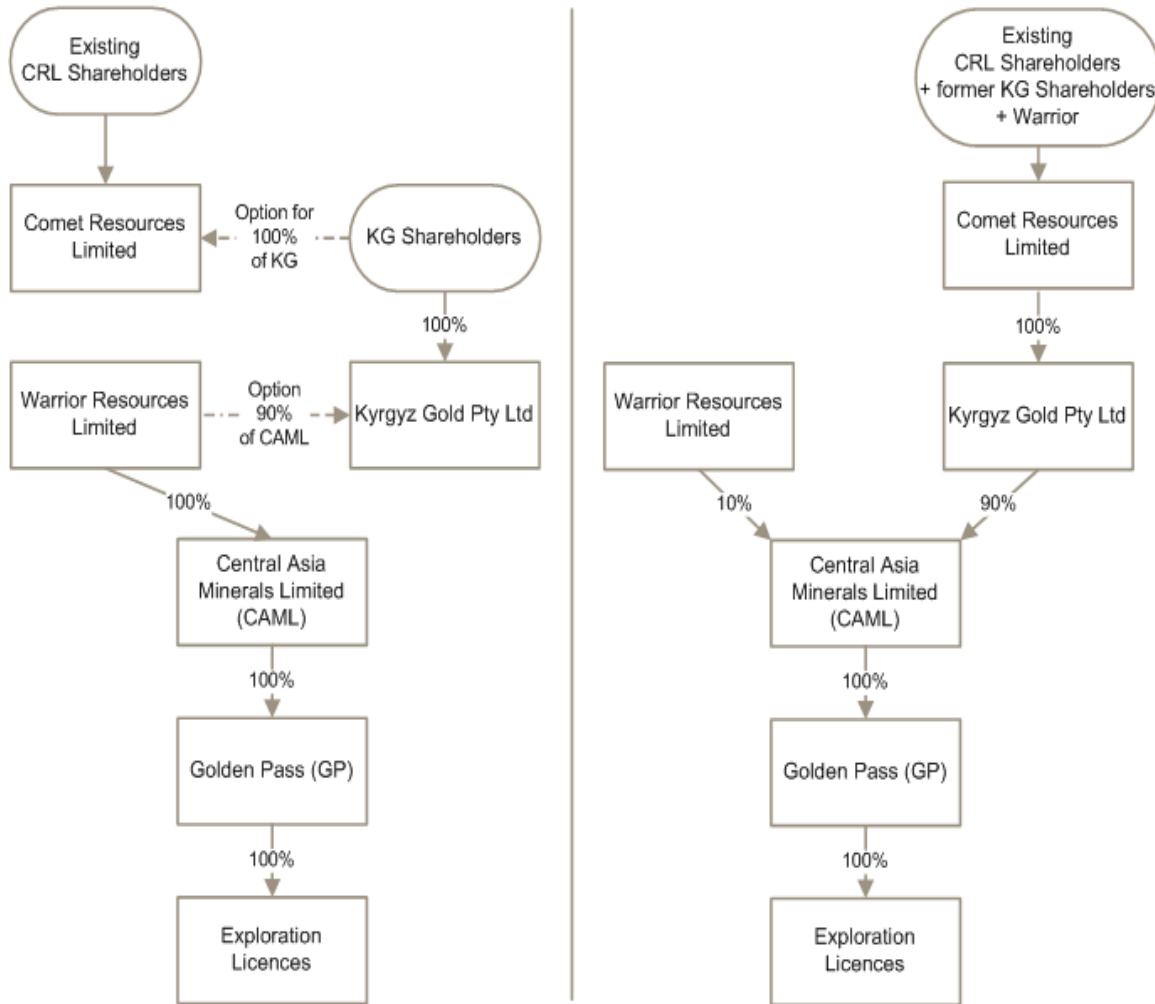 Existing
CRL Shareholders
Comet Resources
Limited
Option for
100%
of KG
KG Shareholders
100%
Warrior Resources
Limited
Option
90%
of CAML
Kyrgyz Gold Pty Ltd
100%
Central Asia
Minerals Limited
(CAML)
100%
Golden Pass (GP)
100%
Exploration
Licences
Existing
CRL Shareholders
+ former KG Shareholders
+ Warrior
Comet Resources
Limited
100%
Warrior Resources
Limited
Kyrgyz Gold Pty Ltd
10%
90%
Central Asia
Minerals Limited
(CAML)
100%
Golden Pass (GP)
100%
Exploration
Licences